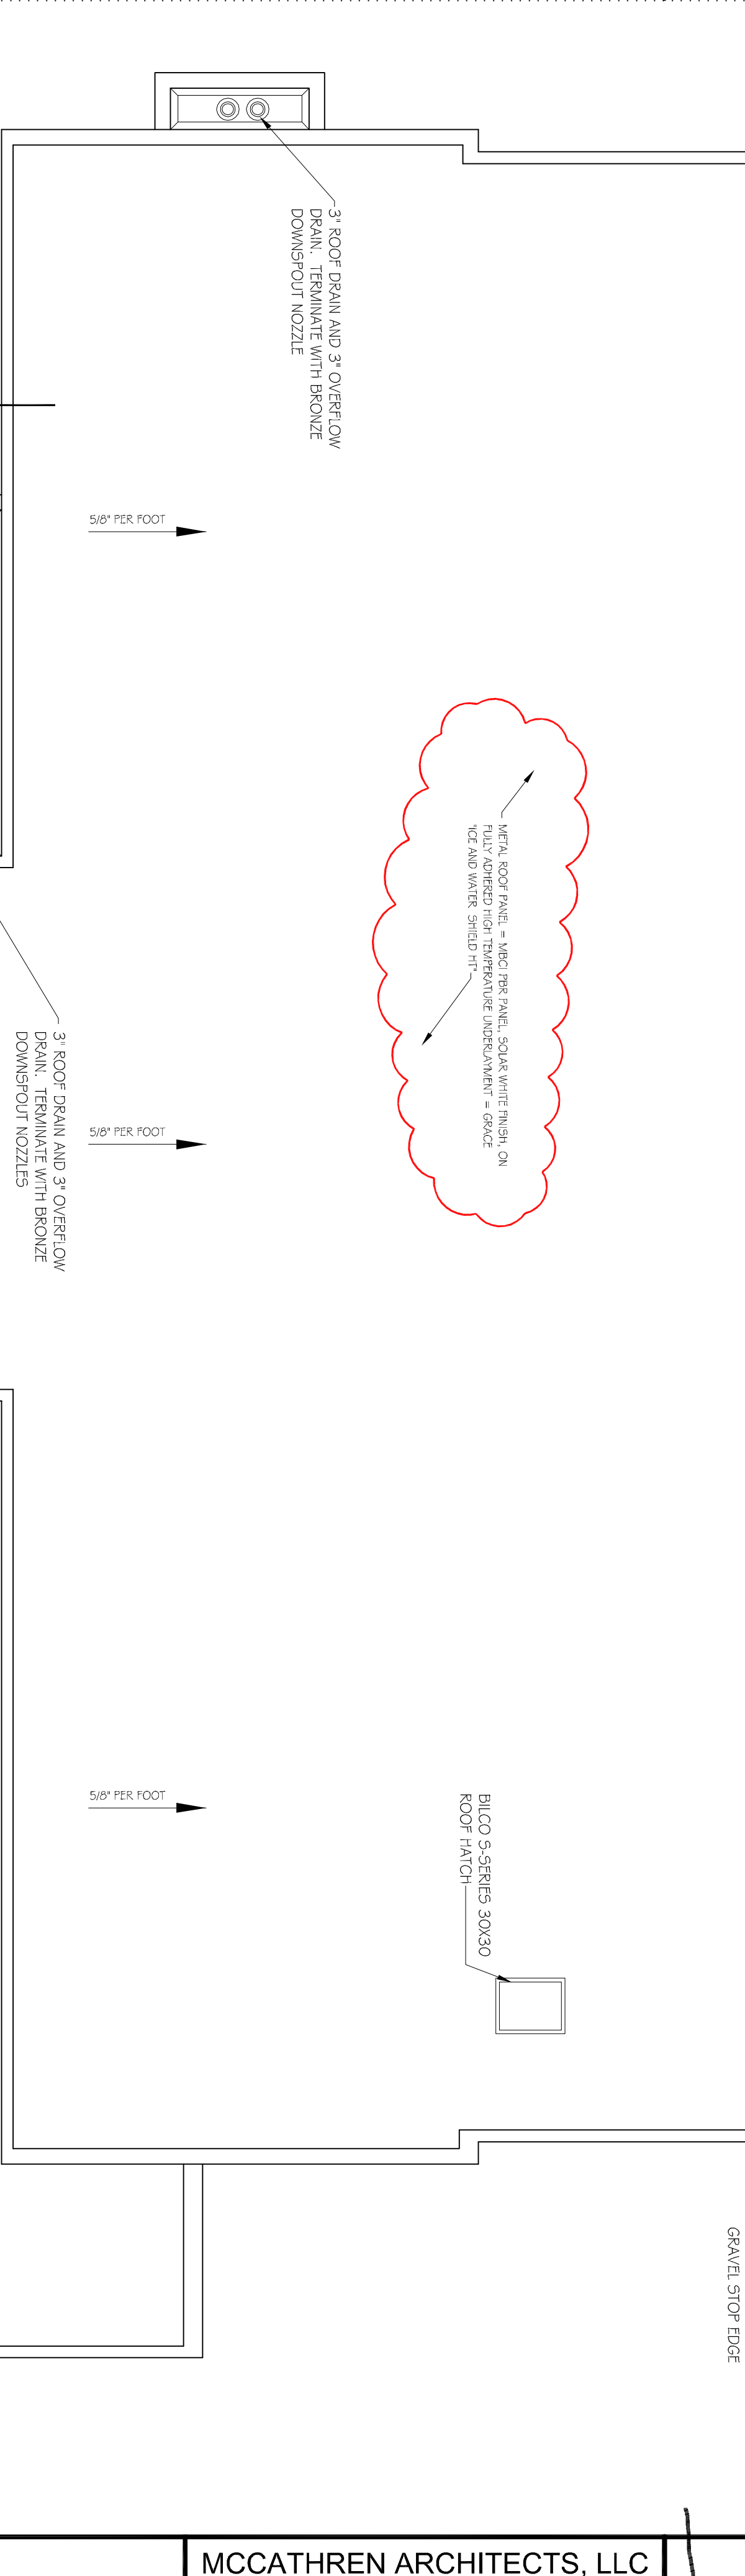 3" ROOF DRAIN AND 3" OVERFLOW
DRAIN.  TERMINATE WITH BRONZE
DOWNSPOUT NOZZLE
5/8" PER FOOT
METAL ROOF PANEL = MBCI PBR PANEL, SOLAR WHITE FINISH, ON
FULLY ADHERED HIGH TEMPERATURE UNDERLAYMENT = GRACE
"ICE AND WATER SHIELD HT"
3" ROOF DRAIN AND 3" OVERFLOW
DRAIN.  TERMINATE WITH BRONZE
DOWNSPOUT NOZZLES
5/8" PER FOOT
5/8" PER FOOT
BILCO S-SERIES 30X30
ROOF HATCH
GRAVEL STOP EDGE
MCCATHREN ARCHITECTS, LLC